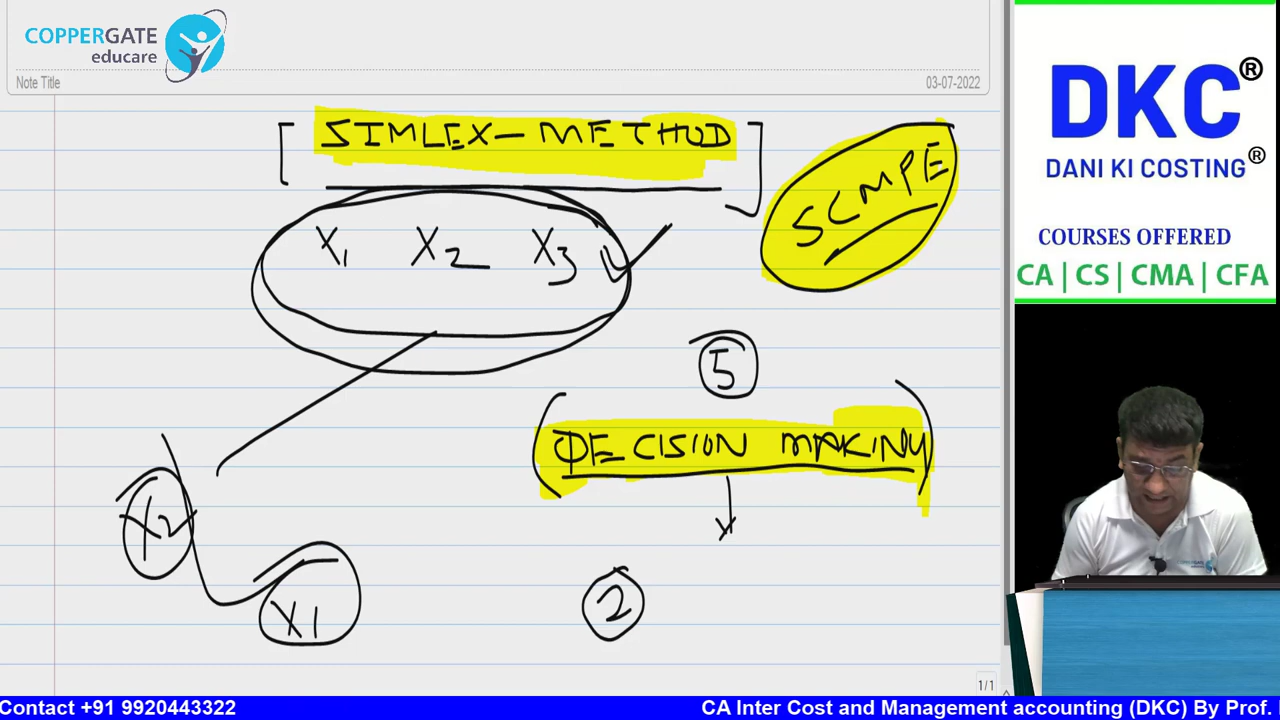 COPPERGATE
educare
Note Title
03-07-2022
[ SIMLEX-METHOD ]
SCMPE
X1 X2 X3
5
(DECISION MAKING)
X2
X1
2
1/1
DKC®
DANI KI COSTING®
COURSES OFFERED
CA | CS | CMA | CFA
Contact +91 9920443322
CA Inter Cost and Management accounting (DKC) By Prof.